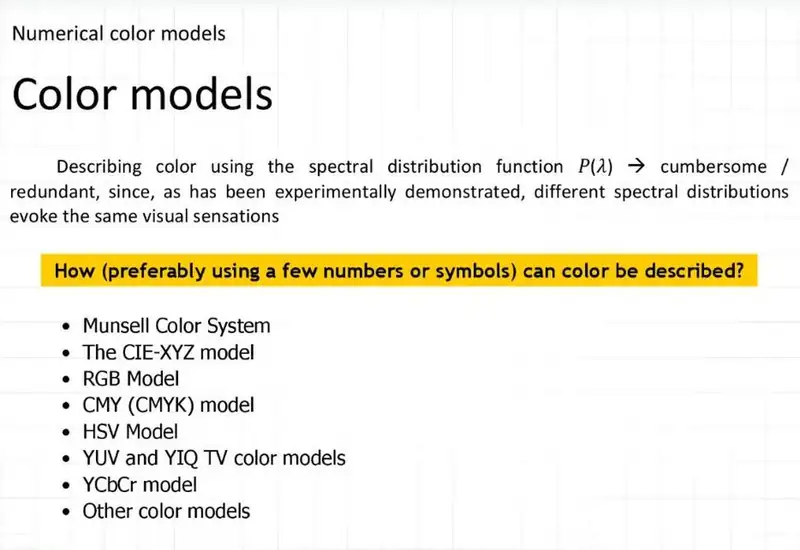 Numerical color models
Color models
Describing color using the spectral distribution function P(λ) → cumbersome /
redundant, since, as has been experimentally demonstrated, different spectral distributions
evoke the same visual sensations
How (preferably using a few numbers or symbols) can color be described?
• Munsell Color System
• The CIE-XYZ model
• RGB Model
• CMY (CMYK) model
• HSV Model
• YUV and YIQ TV color models
• YCbCr model
• Other color models